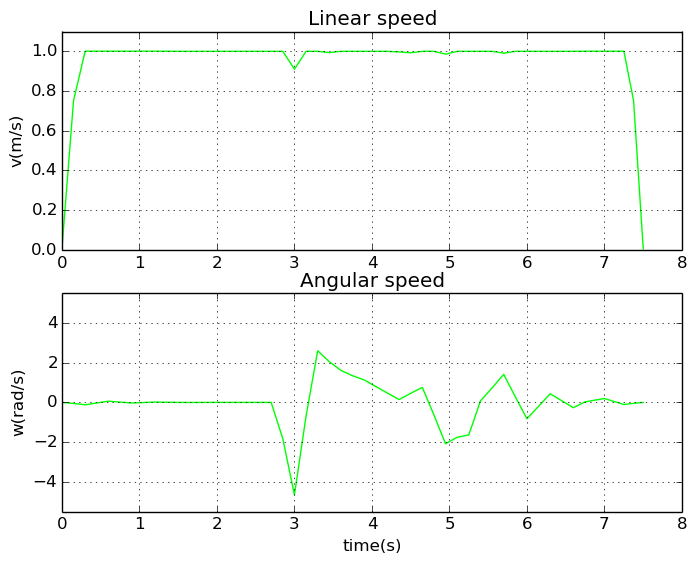 Linear speed
v(m/s)
1.0
0.8
0.6
0.4
0.2
0.0
0 1 2 3 4 5 6 7 8
Angular speed
w(rad/s)
4
2
0
−2
−4
0 1 2 3 4 5 6 7 8
time(s)